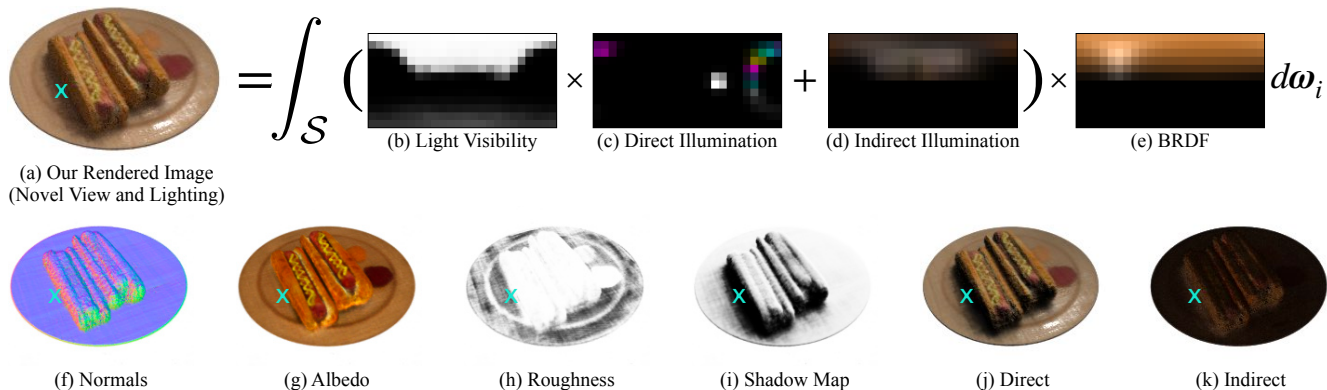 x = ∫𝒮 ( × + ) × dωᵢ
(b) Light Visibility
(c) Direct Illumination
(d) Indirect Illumination
(e) BRDF
(a) Our Rendered Image
(Novel View and Lighting)
x x x x x x
(f) Normals
(g) Albedo
(h) Roughness
(i) Shadow Map
(j) Direct
(k) Indirect